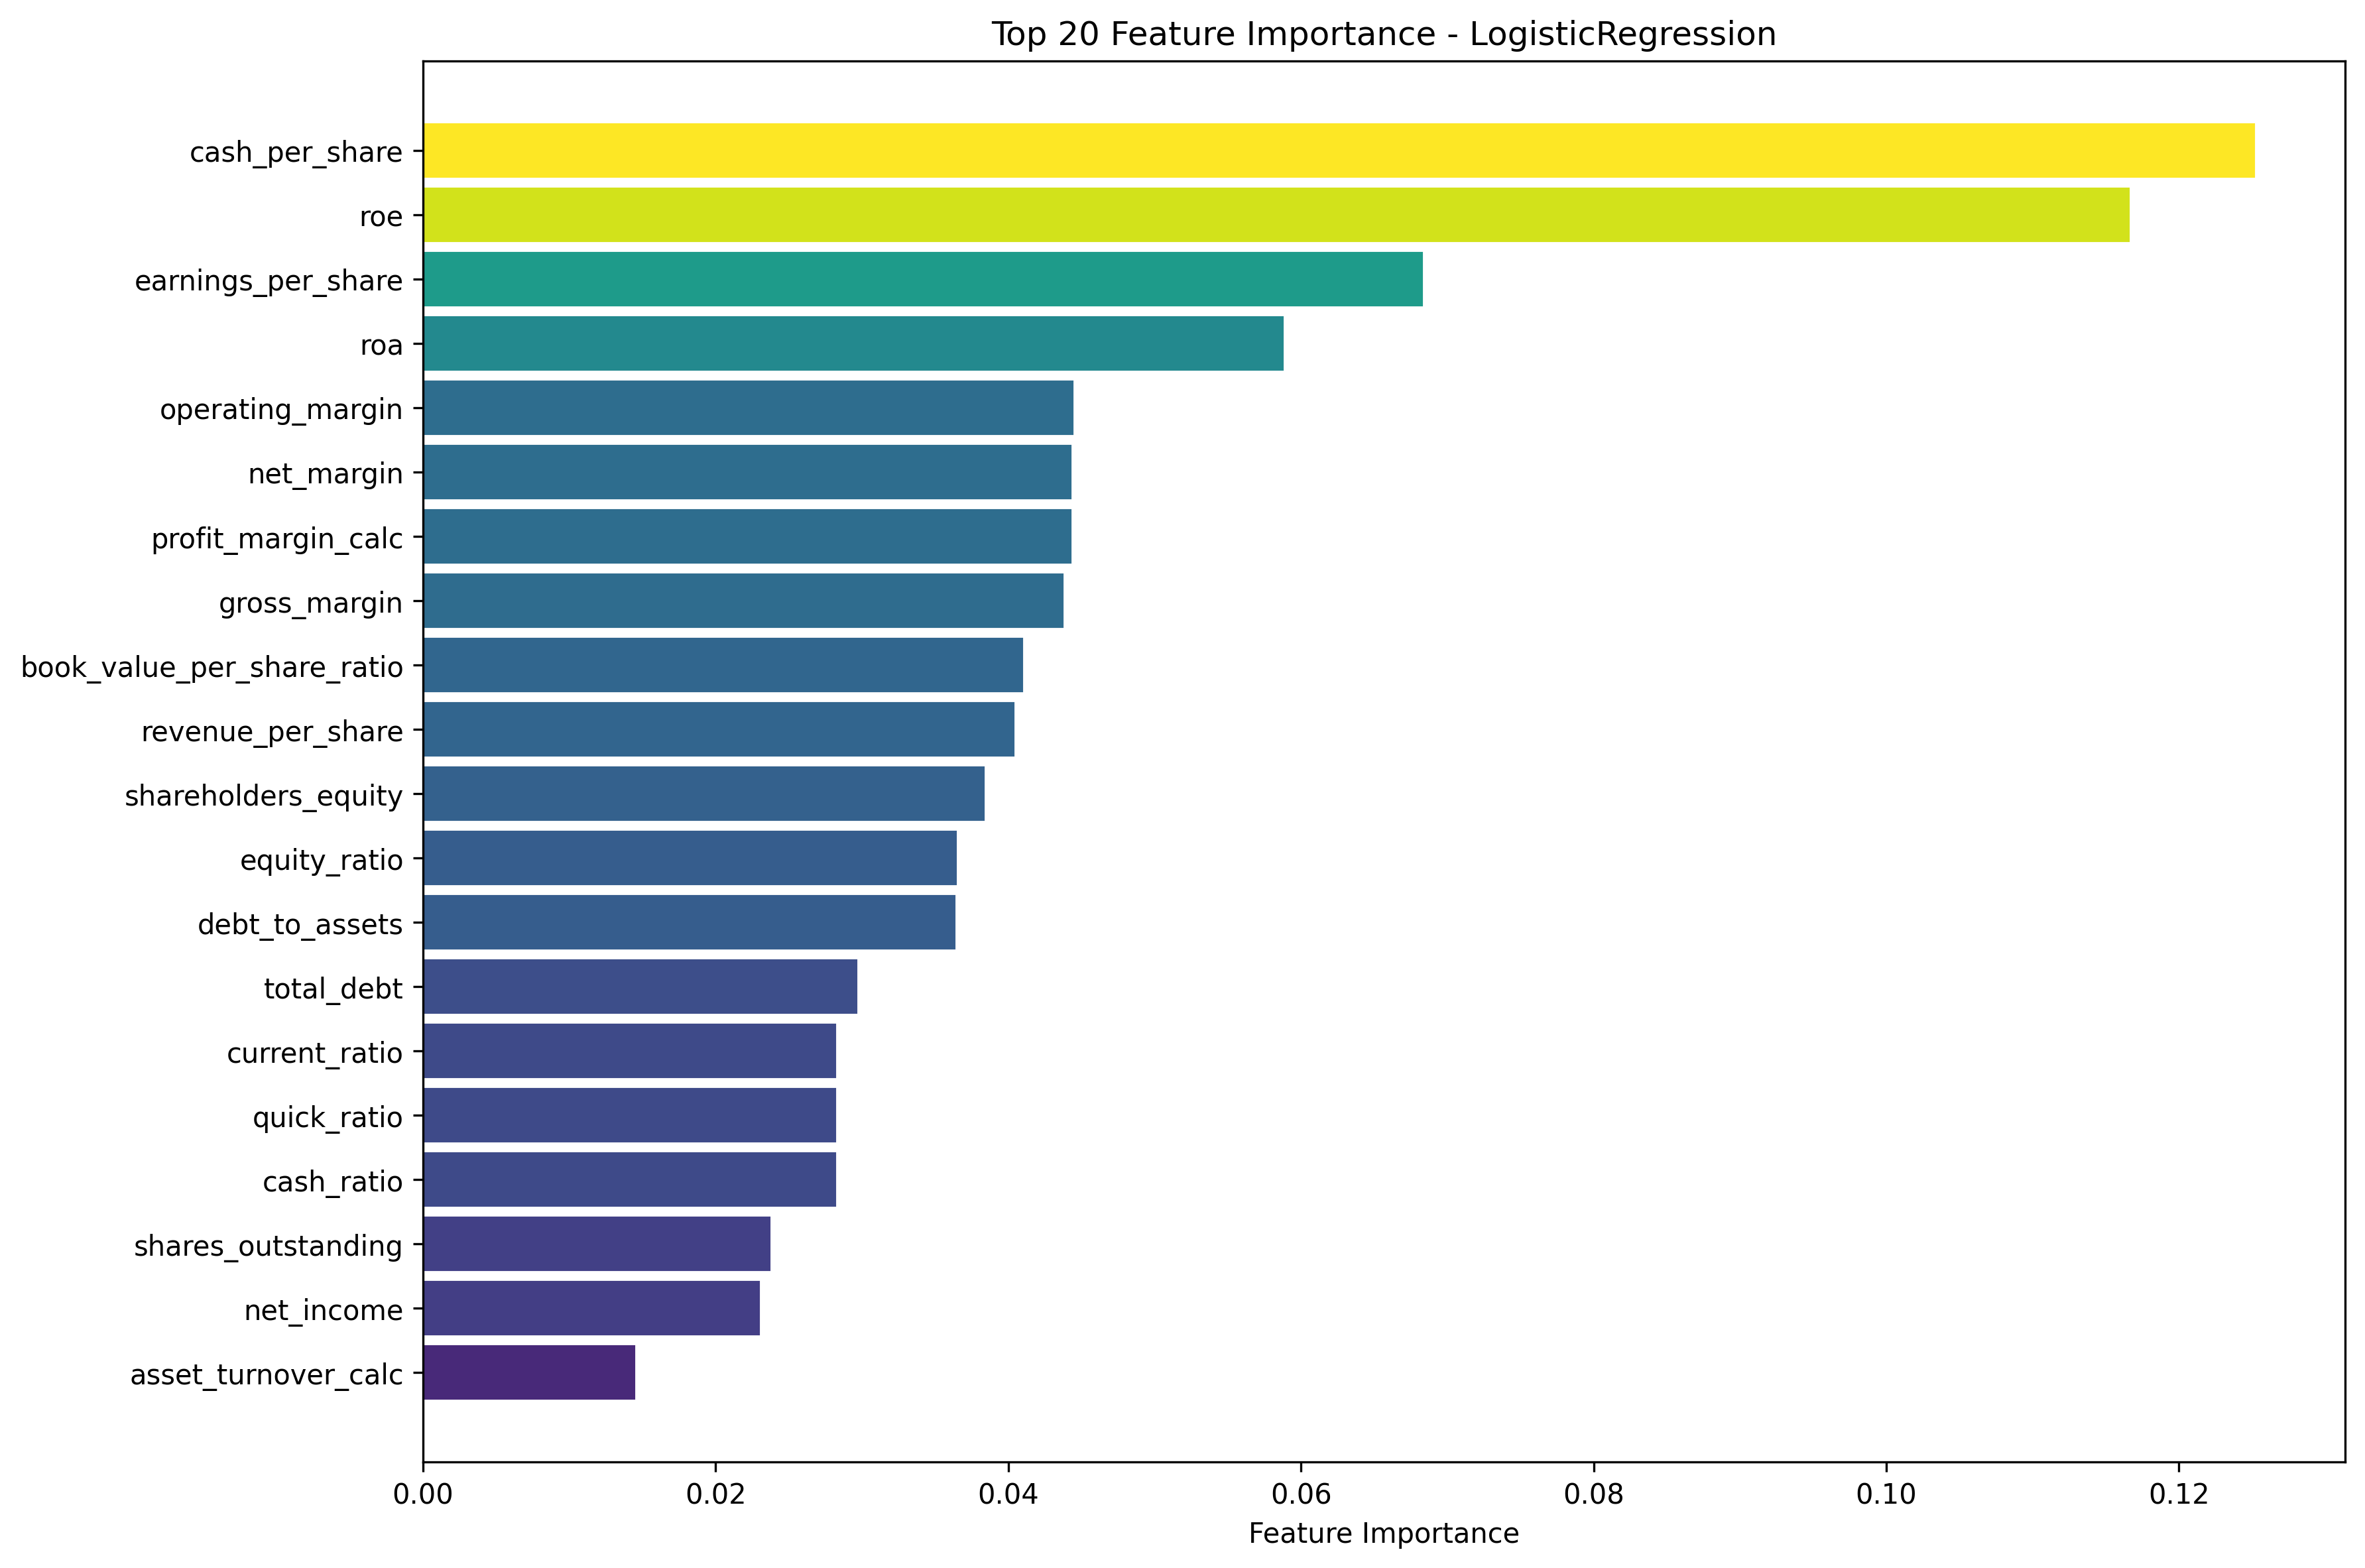 Top 20 Feature Importance - LogisticRegression
cash_per_share
roe
earnings_per_share
roa
operating_margin
net_margin
profit_margin_calc
gross_margin
book_value_per_share_ratio
revenue_per_share
shareholders_equity
equity_ratio
debt_to_assets
total_debt
current_ratio
quick_ratio
cash_ratio
shares_outstanding
net_income
asset_turnover_calc
0.00 0.02 0.04 0.06 0.08 0.10 0.12
Feature Importance